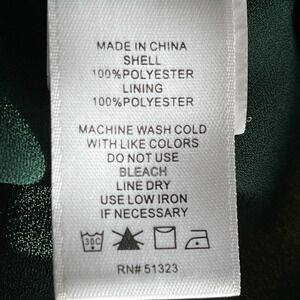 MADE IN CHINA
SHELL
100%POLYESTER
LINING
100%POLYESTER
MACHINE WASH COLD
WITH LIKE COLORS
DO NOT USE
BLEACH
LINE DRY
USE LOW IRON
IF NECESSARY
30C
RN# 51323